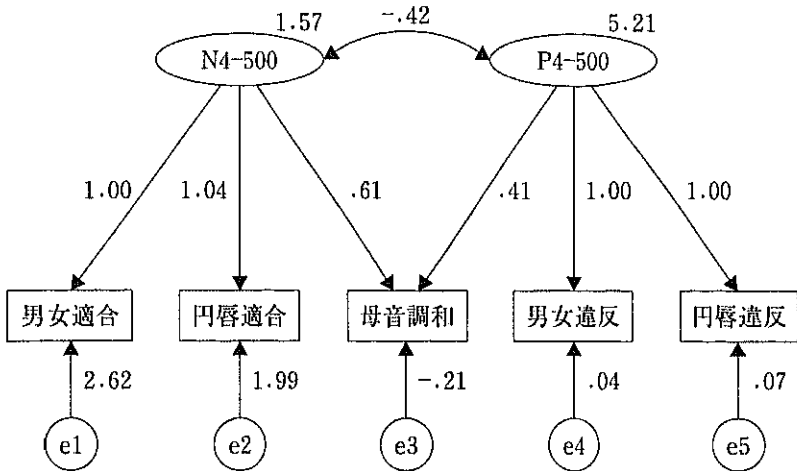 1.57 -.42 5.21
N4-500 P4-500
1.00 1.04 .61 .41 1.00 1.00
男女適合 円唇適合 母音調和 男女違反 円唇違反
2.62 1.99 -.21 .04 .07
e1 e2 e3 e4 e5